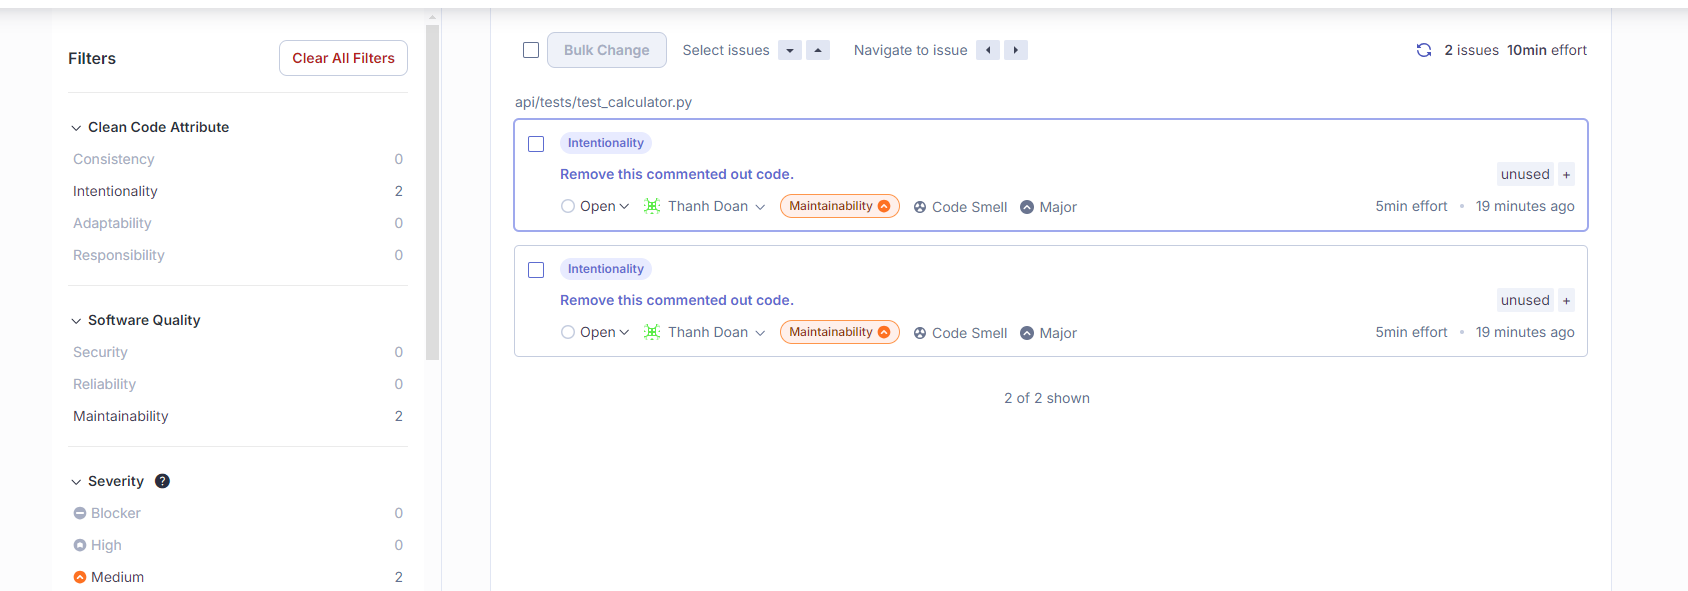 Filters
Clear All Filters
Clean Code Attribute
Consistency 0
Intentionality 2
Adaptability 0
Responsibility 0
Software Quality
Security 0
Reliability 0
Maintainability 2
Severity ?
Blocker 0
High 0
Medium 2
Bulk Change Select issues Navigate to issue 2 issues 10min effort
api/tests/test_calculator.py
Intentionality
Remove this commented out code. unused +
Open Thanh Doan Maintainability Code Smell Major 5min effort • 19 minutes ago
Intentionality
Remove this commented out code. unused +
Open Thanh Doan Maintainability Code Smell Major 5min effort • 19 minutes ago
2 of 2 shown